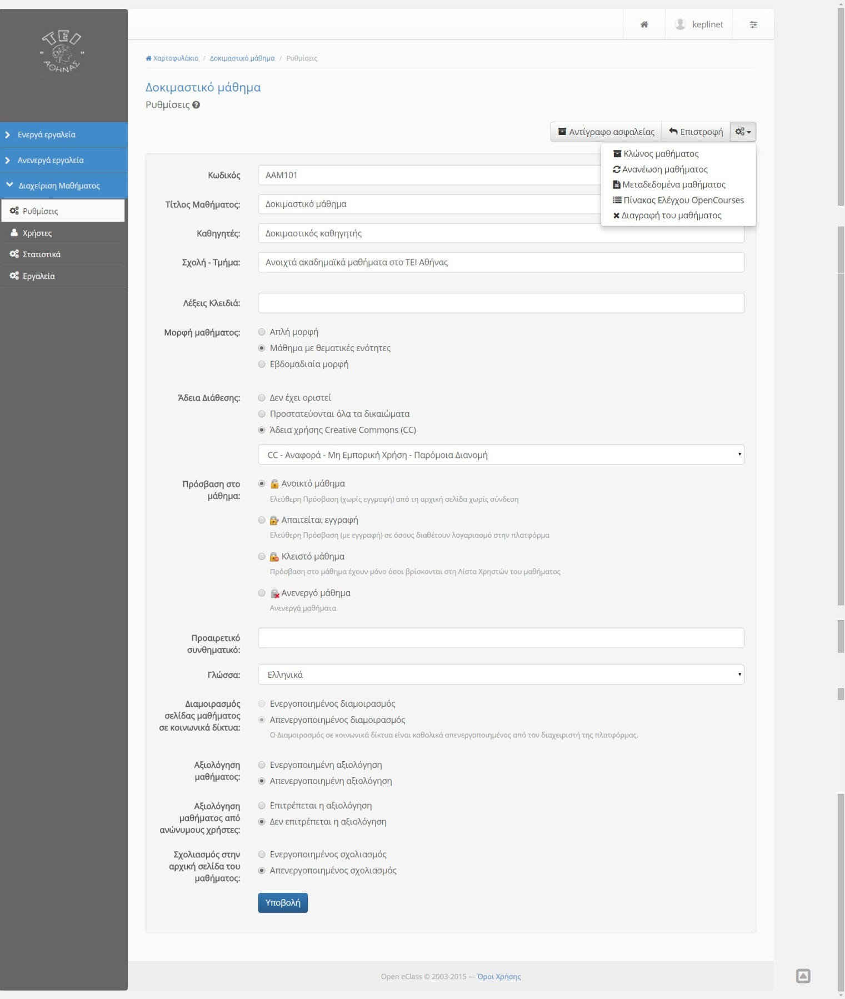 ΤΕΙ
ΑΘΗΝΑΣ
keplinet
Χαρτοφυλάκιο / Δοκιμαστικό μάθημα / Ρυθμίσεις
Δοκιμαστικό μάθημα
Ρυθμίσεις
Αντίγραφο ασφαλείας Επιστροφή
Κλώνος μαθήματος
Ανανέωση μαθήματος
Μεταδεδομένα μαθήματος
Πίνακας Ελέγχου OpenCourses
Διαγραφή του μαθήματος
Ενεργά εργαλεία
Ανενεργά εργαλεία
Διαχείριση Μαθήματος
Ρυθμίσεις
Χρήστες
Στατιστικά
Εργαλεία
Κωδικός AAM101
Τίτλος Μαθήματος: Δοκιμαστικό μάθημα
Καθηγητές: Δοκιμαστικός καθηγητής
Σχολή - Τμήμα: Ανοιχτά ακαδημαϊκά μαθήματα στο ΤΕΙ Αθήνας
Λέξεις Κλειδιά:
Μορφή μαθήματος: Απλή μορφή
Μάθημα με θεματικές ενότητες
Εβδομαδιαία μορφή
Άδεια Διάθεσης: Δεν έχει οριστεί
Προστατεύονται όλα τα δικαιώματα
Άδεια χρήσης Creative Commons (CC)
CC - Αναφορά - Μη Εμπορική Χρήση - Παρόμοια Διανομή
Πρόσβαση στο
μάθημα:
Ανοικτό μάθημα
Ελεύθερη Πρόσβαση (χωρίς εγγραφή) από τη αρχική σελίδα χωρίς σύνδεση
Απαιτείται εγγραφή
Ελεύθερη Πρόσβαση (με εγγραφή) σε όσους διαθέτουν λογαριασμό στην πλατφόρμα
Κλειστό μάθημα
Πρόσβαση στο μάθημα έχουν μόνο όσοι βρίσκονται στη Λίστα Χρηστών του μαθήματος
Ανενεργό μάθημα
Ανενεργά μαθήματα
Προαιρετικό
συνθηματικό:
Γλώσσα: Ελληνικά
Διαμοιρασμός
σελίδας μαθήματος
σε κοινωνικά δίκτυα:
Ενεργοποιημένος διαμοιρασμός
Απενεργοποιημένος διαμοιρασμός
Ο Διαμοιρασμός σε κοινωνικά δίκτυα είναι καθολικά απενεργοποιημένος από τον διαχειριστή της πλατφόρμας.
Αξιολόγηση
μαθήματος:
Ενεργοποιημένη αξιολόγηση
Απενεργοποιημένη αξιολόγηση
Αξιολόγηση
μαθήματος από
ανώνυμους χρήστες:
Επιτρέπεται η αξιολόγηση
Δεν επιτρέπεται η αξιολόγηση
Σχολιασμός στην
αρχική σελίδα του
μαθήματος:
Ενεργοποιημένος σχολιασμός
Απενεργοποιημένος σχολιασμός
Υποβολή
Open eClass © 2003-2015 — Όροι Χρήσης